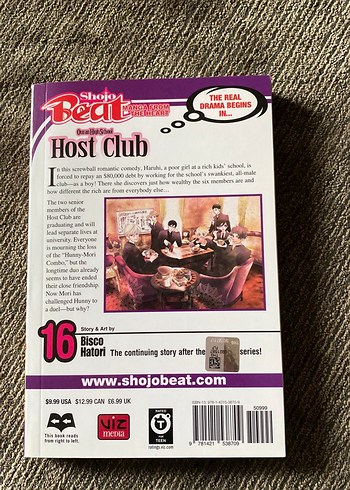 Shojo
Beat
MANGA FROM
THE HEART
THE REAL
DRAMA BEGINS
IN...
Ouran High School
Host Club
In this screwball romantic comedy, Haruhi, a poor girl at a rich kids' school, is
forced to repay an $80,000 debt by working for the school's swankiest, all-male
club—as a boy! There she discovers just how wealthy the six members are and
how different the rich are from everybody else...
The two senior
members of the
Host Club are
graduating and will
lead separate lives at
university. Everyone
is mourning the loss
of the "Hunny-Mori
Combo," but the
longtime duo already
seems to have ended
their close friendship.
Now Mori has
challenged Hunny to
a duel—but why?
16
Story & Art by
Bisco
Hatori
The continuing story after the
series!
www.shojobeat.com
$9.99 USA $12.99 CAN £6.99 UK
This book reads
from right to left.
VIZ
media
RATED
T
FOR
TEEN
ratings.viz.com
50999
9 781421 538709